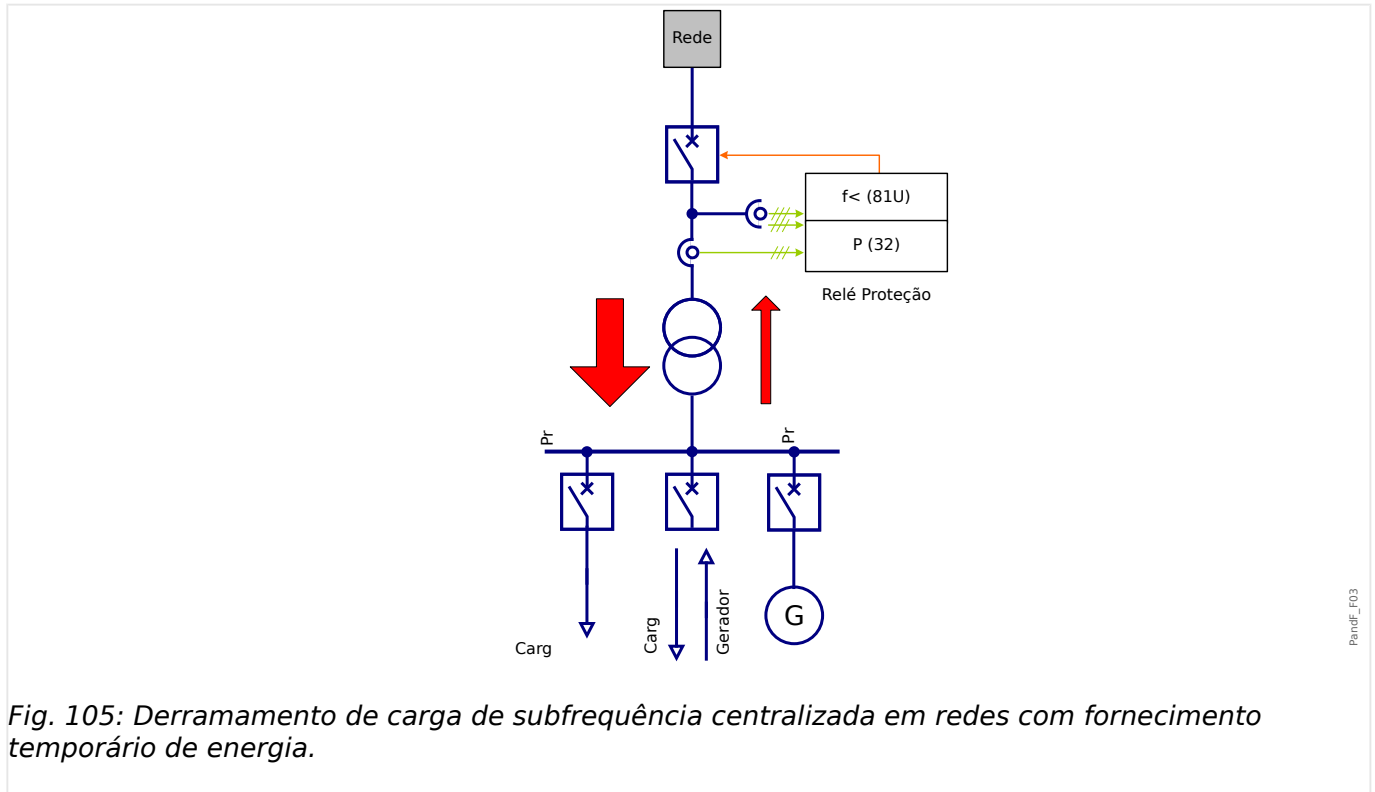 Rede
f< (81U)
P (32)
Relé Proteção
Pr
Pr
Carg
Carg
Gerador
G
PandF_F03
Fig. 105: Derramamento de carga de subfrequência centralizada em redes com fornecimento
temporário de energia.